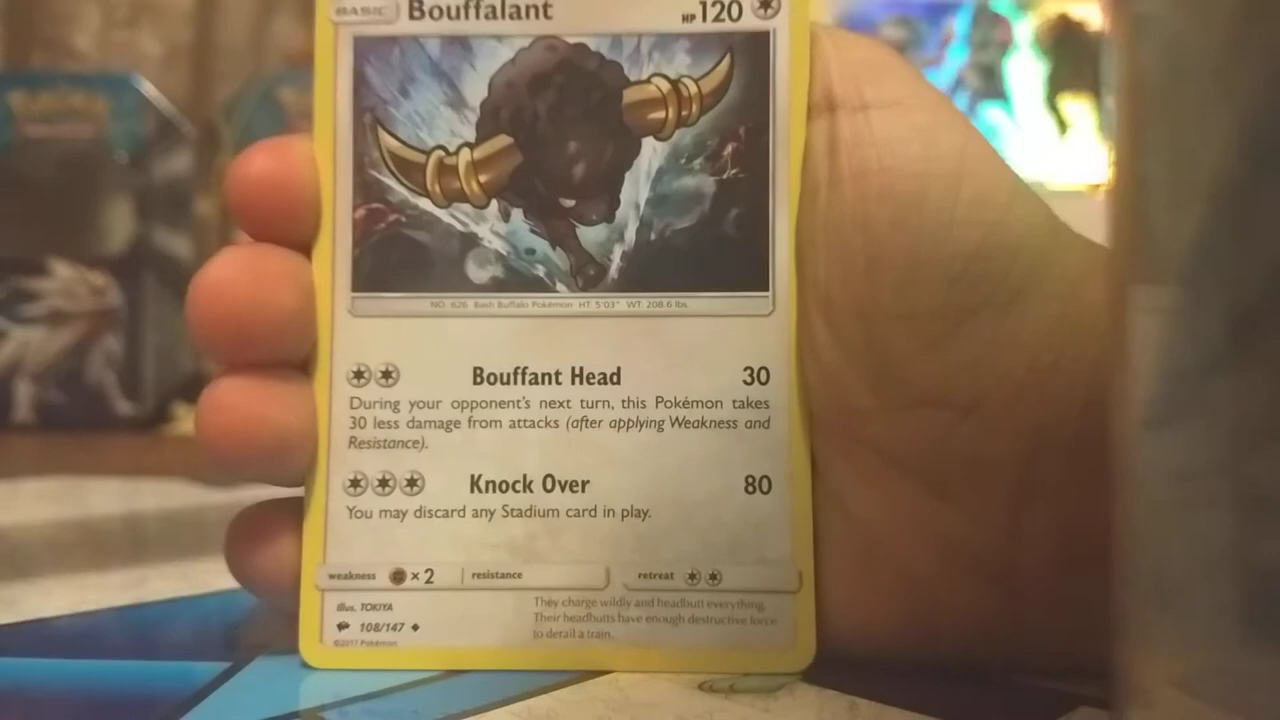 BASIC Bouffalant HP 120
NO. 626 Bash Buffalo Pokémon HT: 5'03" WT: 208.6 lbs.
Bouffant Head 30
During your opponent's next turn, this Pokémon takes
30 less damage from attacks (after applying Weakness and
Resistance).
Knock Over 80
You may discard any Stadium card in play.
weakness ×2 resistance retreat
Illus. TOKIYA
108/147
©2017 Pokémon
They charge wildly and headbutt everything.
Their headbutts have enough destructive force
to derail a train.